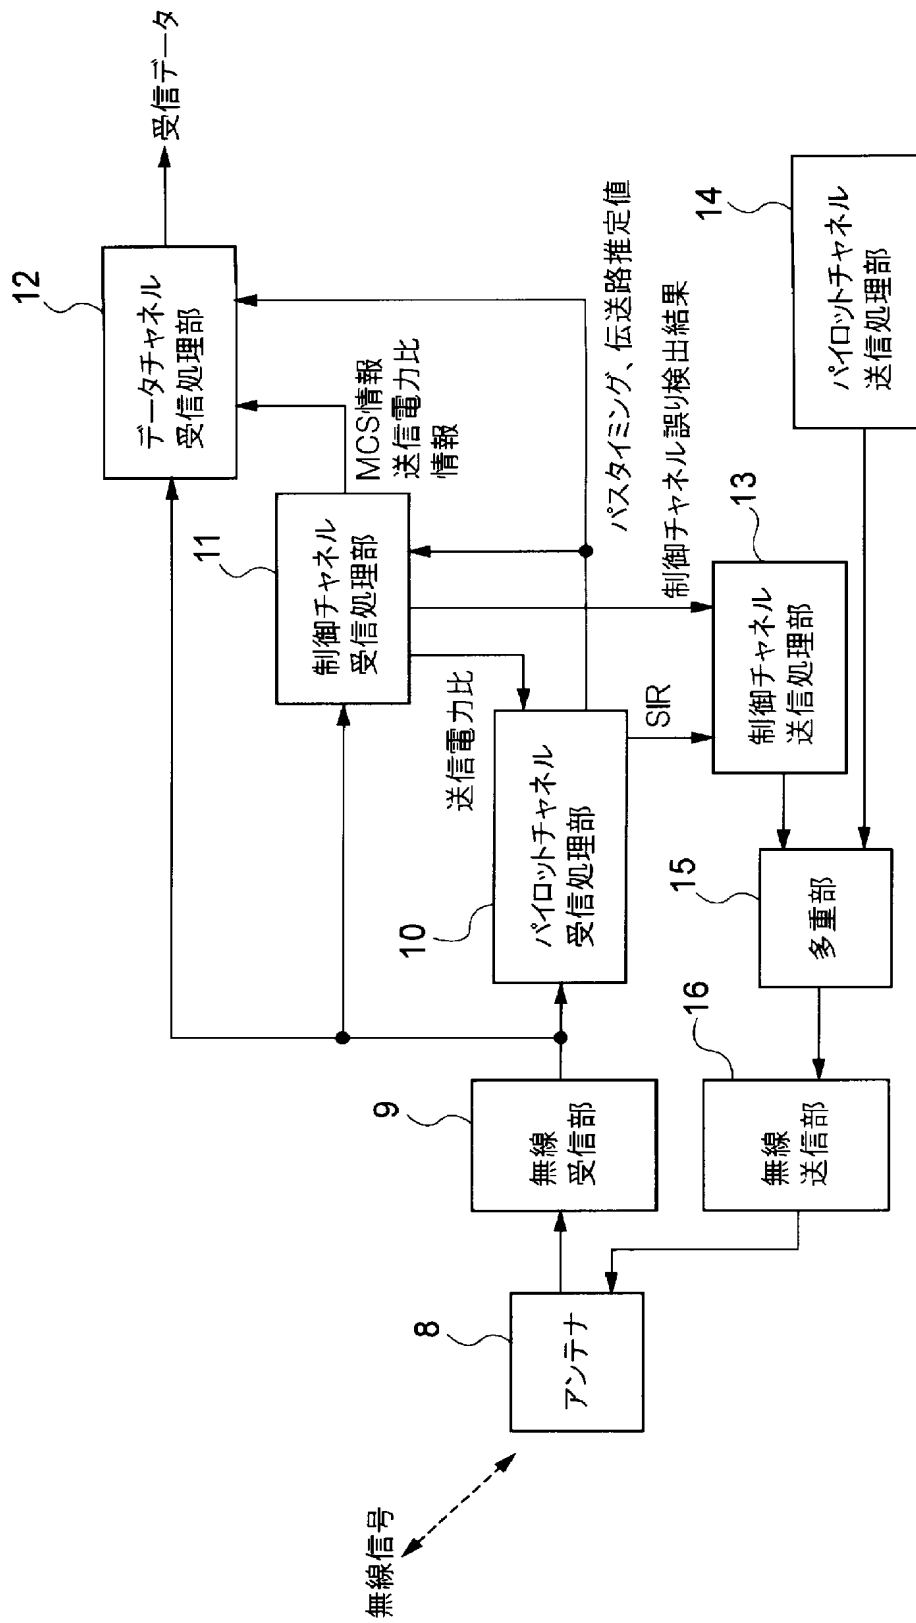 無線信号
8
アンテナ
9
無線
受信部
10
パイロットチャネル
受信処理部
11
制御チャネル
受信処理部
12
データチャネル
受信処理部
受信データ
MCS情報
送信電力比
情報
送信電力比
SIR
パスタイミング、伝送路推定値
制御チャネル誤り検出結果
13
制御チャネル
送信処理部
14
パイロットチャネル
送信処理部
15
多重部
16
無線
送信部